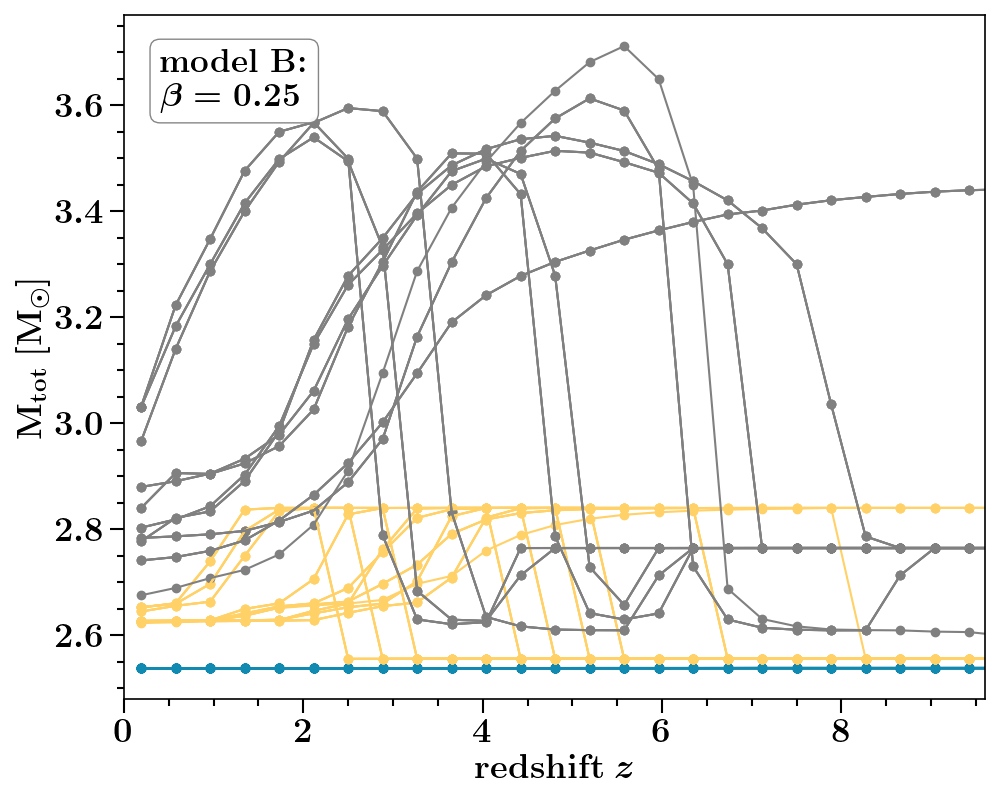 model B:
β = 0.25
3.6
3.4
3.2
3.0
2.8
2.6
M_tot [M_⊙]
0 2 4 6 8
redshift z